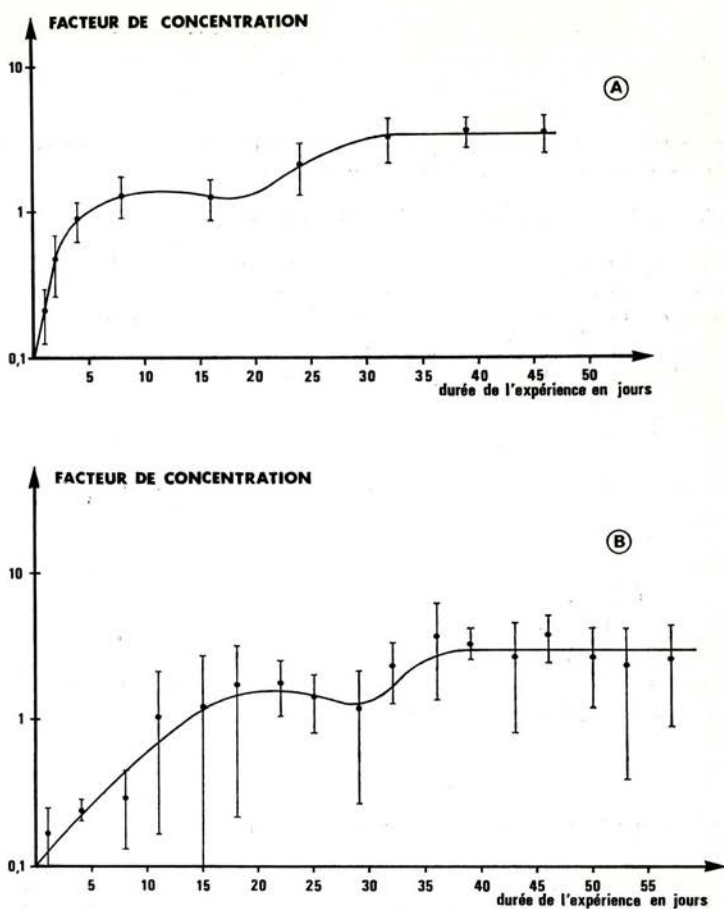 FACTEUR DE CONCENTRATION
A
10
1
0,1
5 10 15 20 25 30 35 40 45 50
durée de l'expérience en jours
FACTEUR DE CONCENTRATION
B
10
1
0,1
5 10 15 20 25 30 35 40 45 50 55
durée de l'expérience en jours